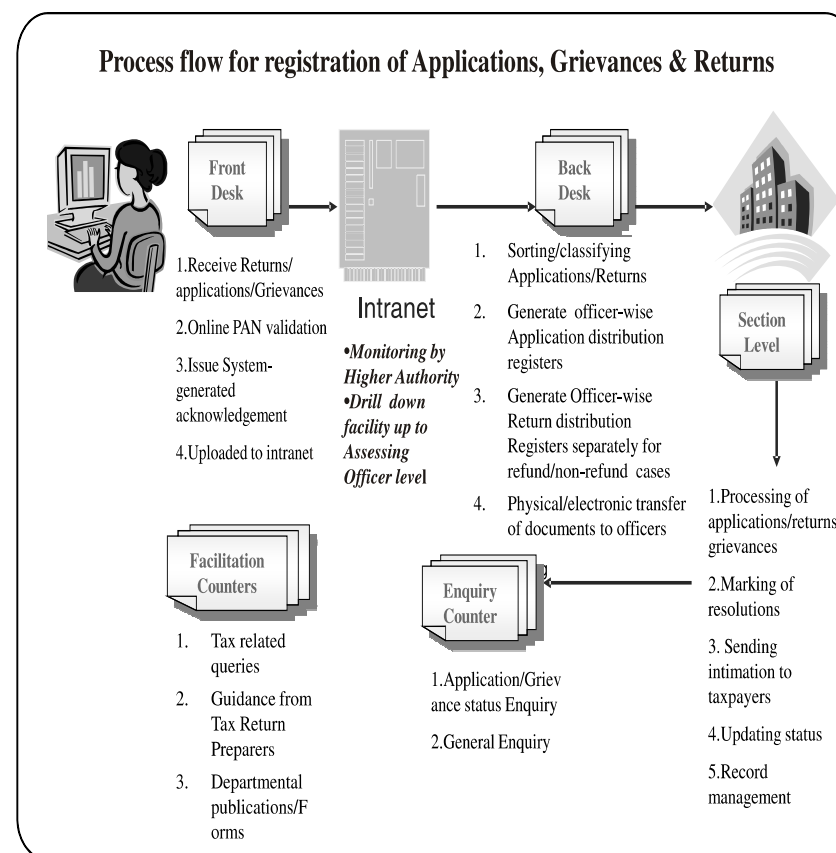 Process flow for registration of Applications, Grievances & Returns
Front
Desk
1.Receive Returns/
applications/Grievances
2.Online PAN validation
3.Issue System-
generated
acknowledgement
4.Uploaded to intranet
Intranet
•Monitoring by
Higher Authority
•Drill down
facility up to
Assessing
Officer level
Back
Desk
1. Sorting/classifying
Applications/Returns
2. Generate officer-wise
Application distribution
registers
3. Generate Officer-wise
Return distribution
Registers separately for
refund/non-refund cases
4. Physical/electronic transfer
of documents to officers
Section
Level
1.Processing of
applications/returns
grievances
2.Marking of
resolutions
3. Sending
intimation to
taxpayers
4.Updating status
5.Record
management
Enquiry
Counter
1.Application/Griev
ance status Enquiry
2.General Enquiry
Facilitation
Counters
1. Tax related
queries
2. Guidance from
Tax Return
Preparers
3. Departmental
publications/F
orms